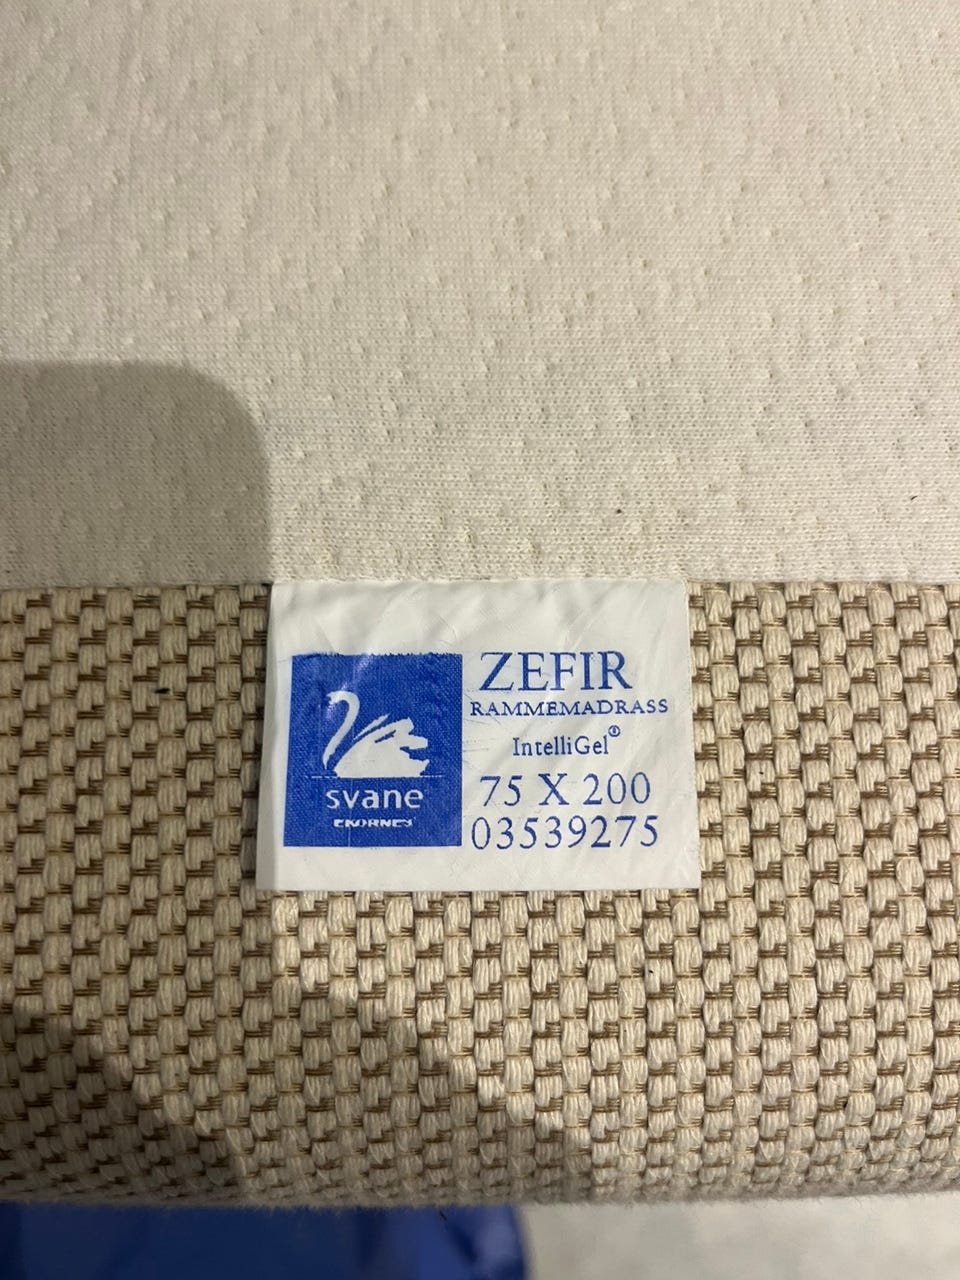 ZEFIR
RAMMEMADRASS
IntelliGel®
75 X 200
03539275
svane
EKORNES